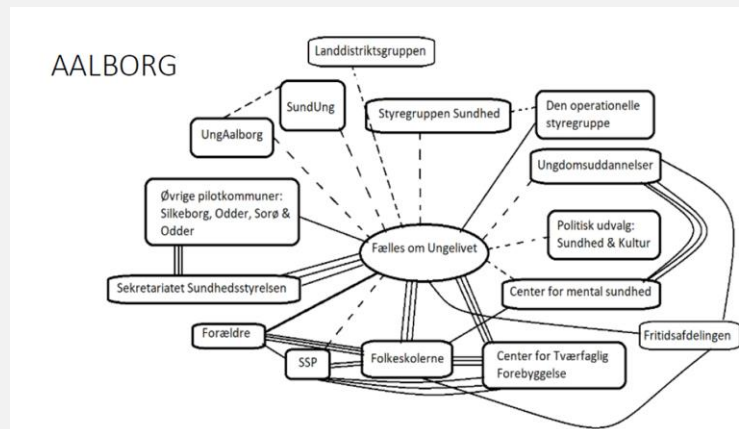 AALBORG
Landdistriktsgruppen
SundUng
UngAalborg
Styregruppen Sundhed
Den operationelle
styregruppe
Ungdomsuddannelser
Øvrige pilotkommuner:
Silkeborg, Odder, Sorø &
Odder
Politisk udvalg:
Sundhed & Kultur
Fælles om Ungelivet
Sekretariatet Sundhedsstyrelsen
Center for mental sundhed
Forældre
Fritidsafdelingen
SSP
Folkeskolerne
Center for Tværfaglig
Forebyggelse